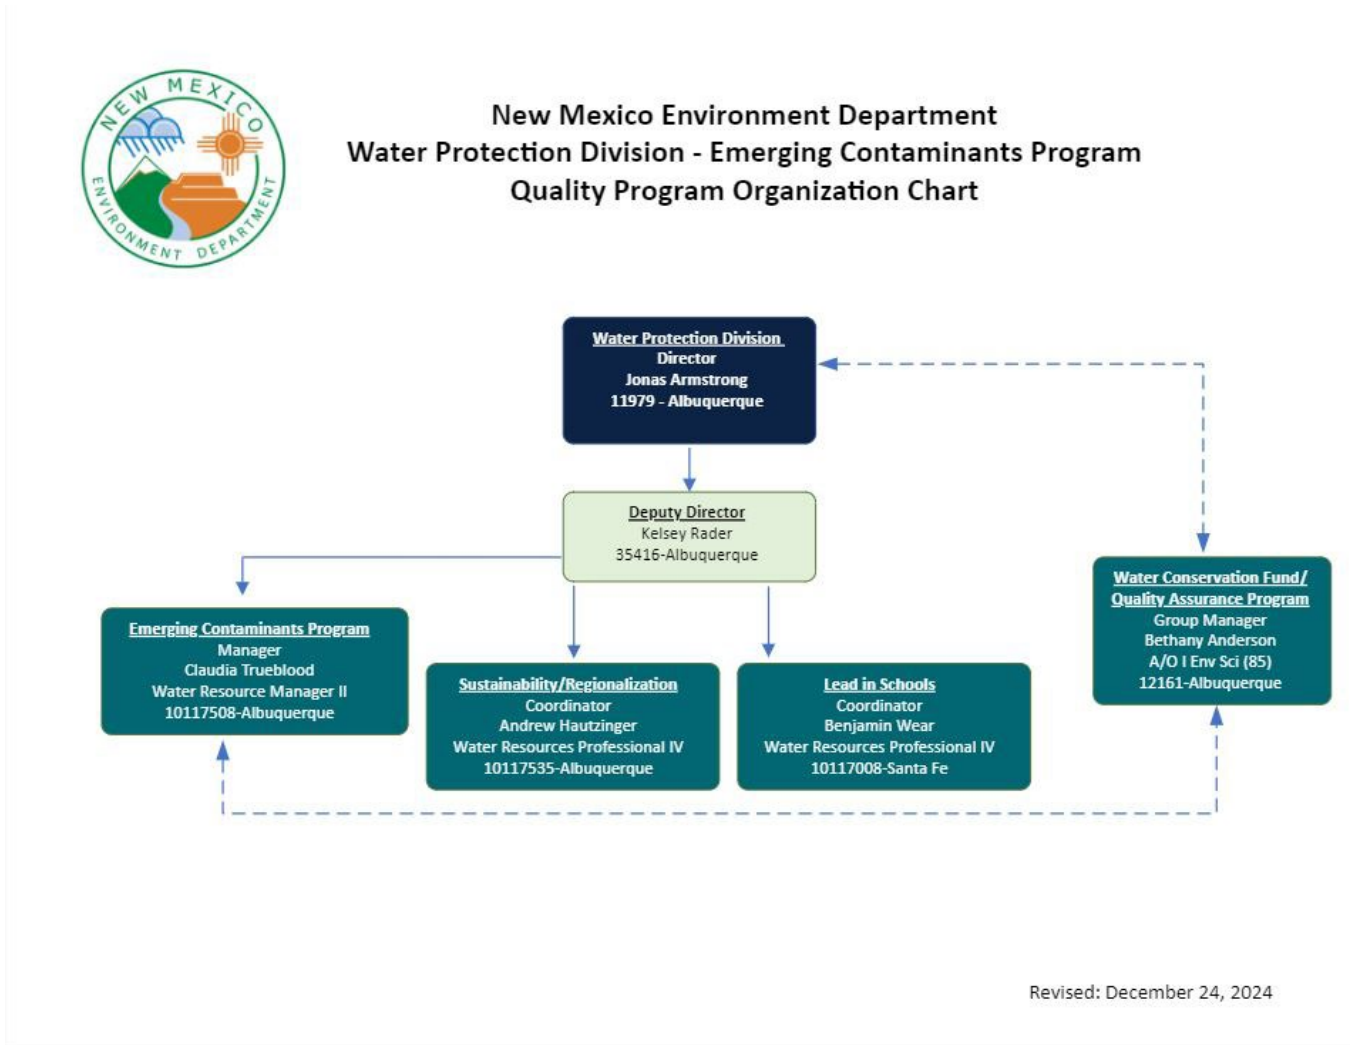 NEW MEXICO
ENVIRONMENT DEPARTMENT
New Mexico Environment Department
Water Protection Division - Emerging Contaminants Program
Quality Program Organization Chart
Water Protection Division
Director
Jonas Armstrong
11979 - Albuquerque
Deputy Director
Kelsey Rader
35416-Albuquerque
Emerging Contaminants Program
Manager
Claudia Trueblood
Water Resource Manager II
10117508-Albuquerque
Sustainability/Regionalization
Coordinator
Andrew Hautzinger
Water Resources Professional IV
10117535-Albuquerque
Lead in Schools
Coordinator
Benjamin Wear
Water Resources Professional IV
10117008-Santa Fe
Water Conservation Fund/
Quality Assurance Program
Group Manager
Bethany Anderson
A/O I Env Sci (85)
12161-Albuquerque
Revised: December 24, 2024